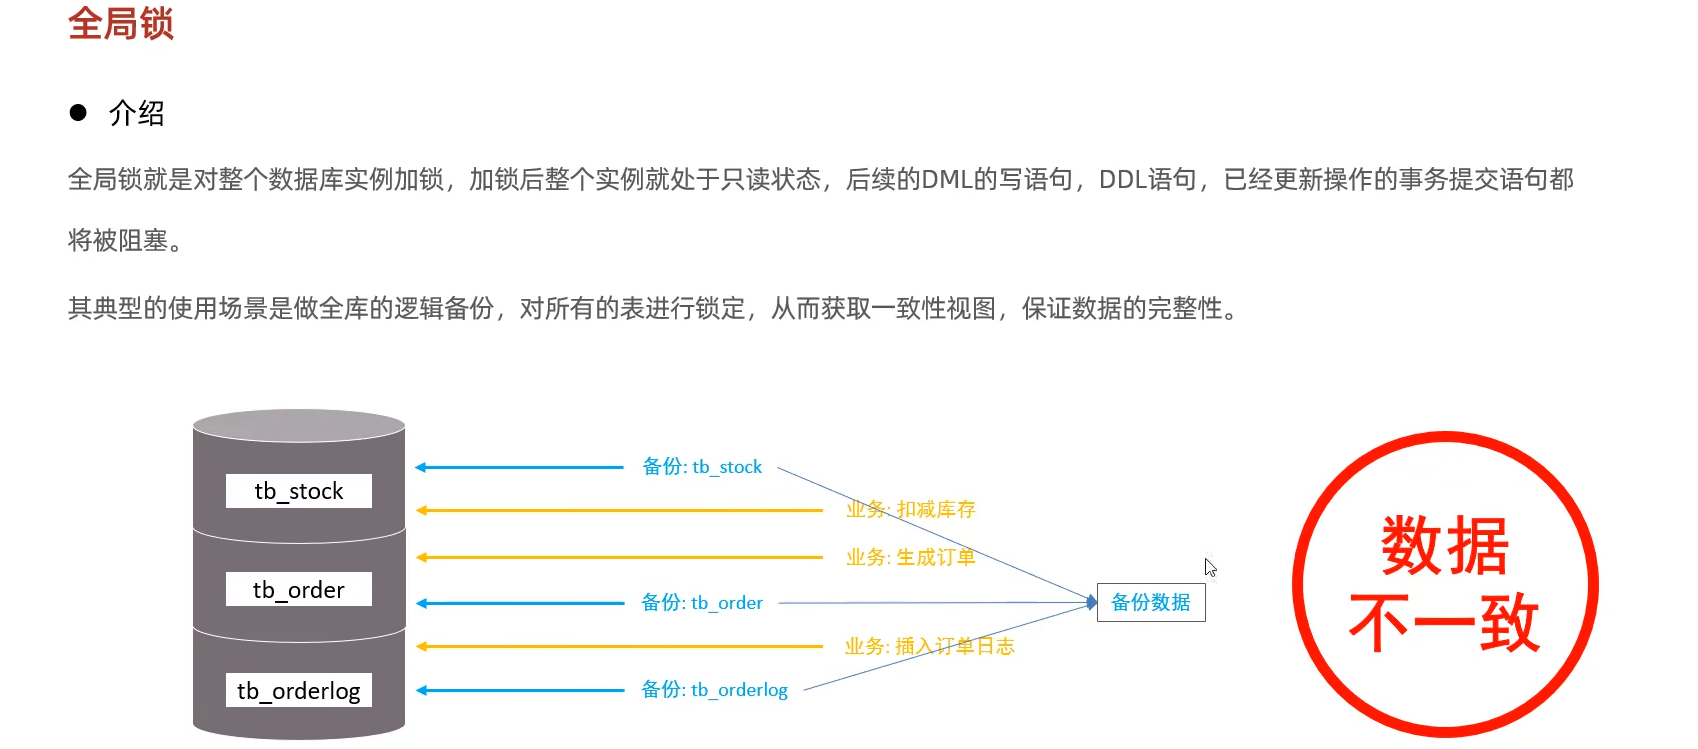 全局锁
● 介绍
全局锁就是对整个数据库实例加锁，加锁后整个实例就处于只读状态，后续的DML的写语句，DDL语句，已经更新操作的事务提交语句都
将被阻塞。
其典型的使用场景是做全库的逻辑备份，对所有的表进行锁定，从而获取一致性视图，保证数据的完整性。
备份: tb_stock
tb_stock
业务: 扣减库存
数据
业务: 生成订单
tb_order
备份: tb_order
备份数据
不一致
业务: 插入订单日志
tb_orderlog
备份: tb_orderlog